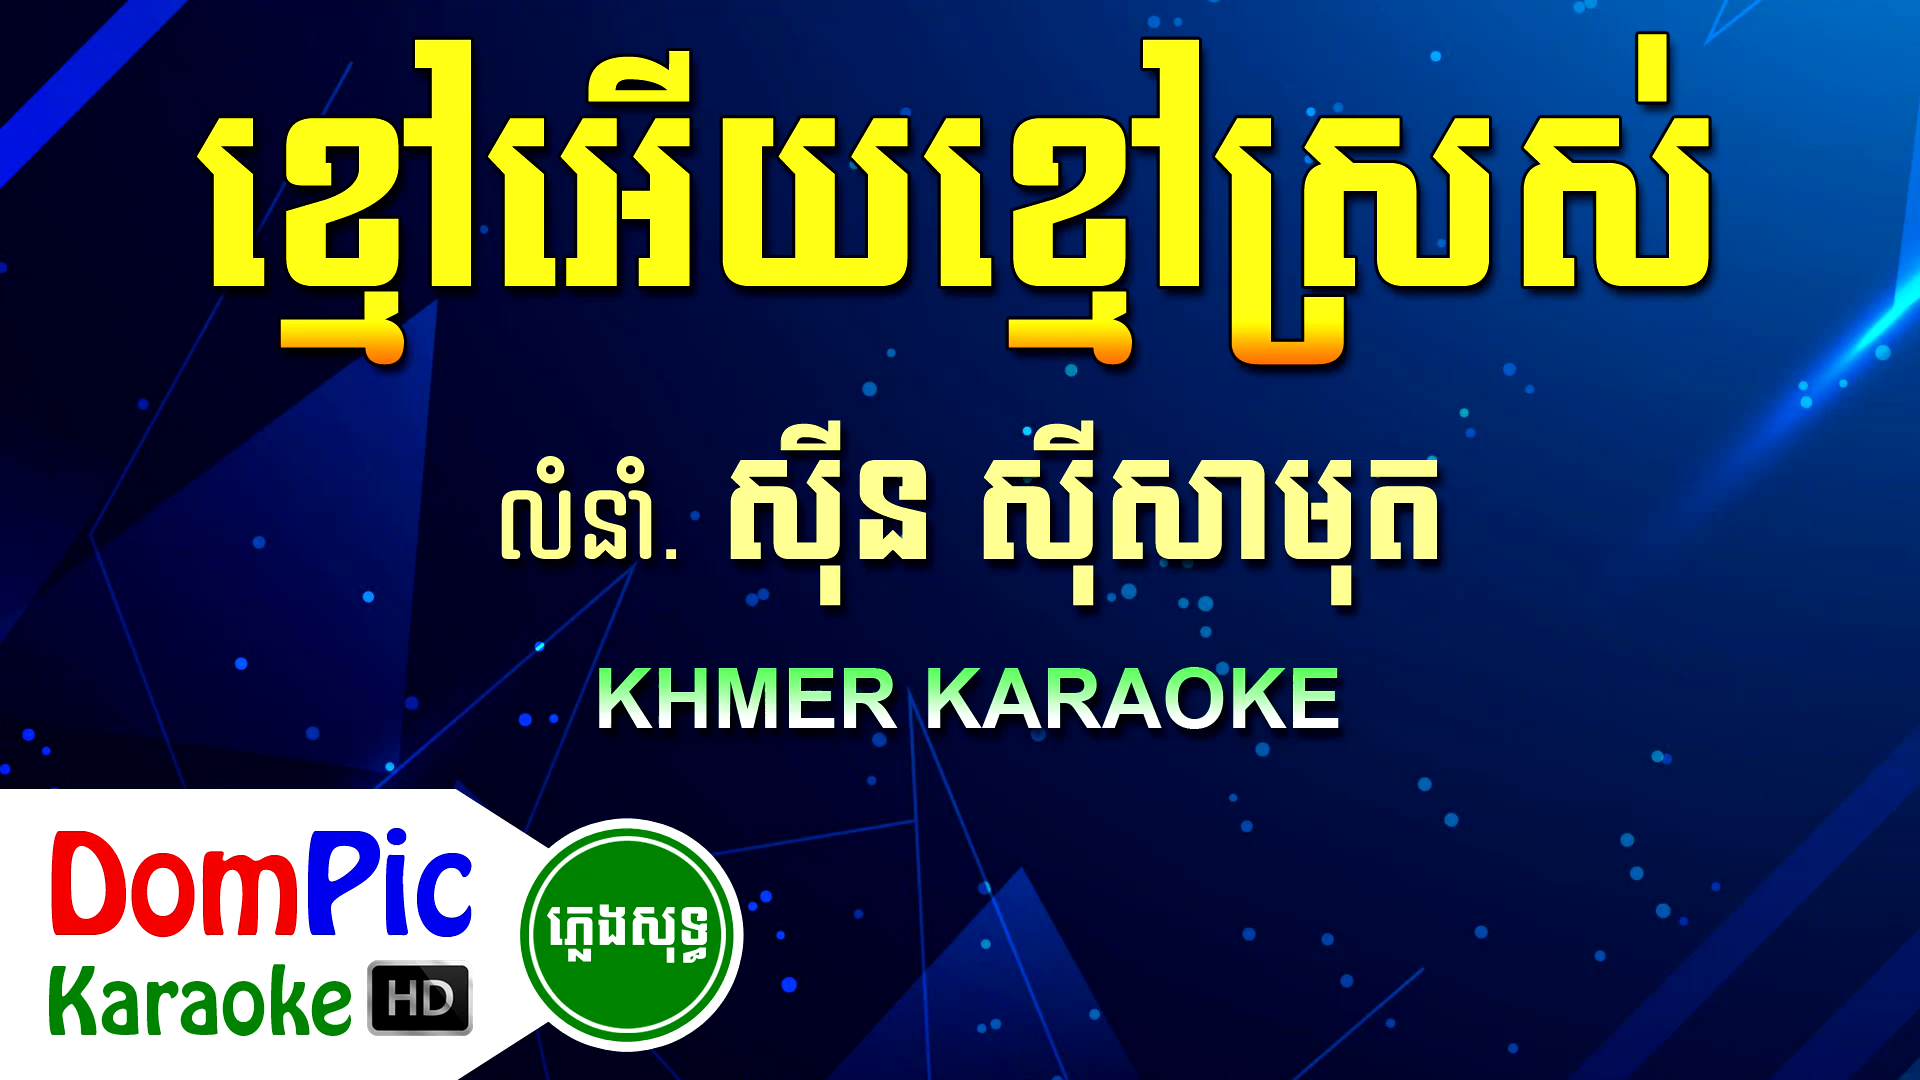 ខ្មៅអើយខ្មៅស្រស់
លំនាំ. ស៊ីន ស៊ីសាមុត
KHMER KARAOKE
DomPic
Karaoke HD
ភ្លេងសុទ្ធ